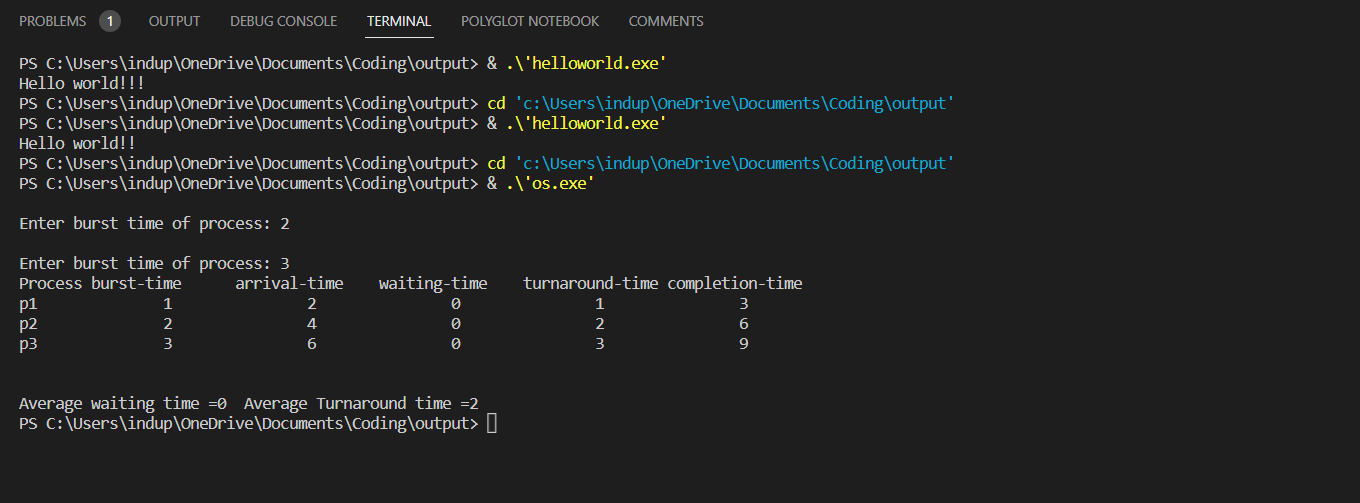 PROBLEMS 1 OUTPUT DEBUG CONSOLE TERMINAL POLYGLOT NOTEBOOK COMMENTS
PS C:\Users\indup\OneDrive\Documents\Coding\output> & .\'helloworld.exe'
Hello world!!!
PS C:\Users\indup\OneDrive\Documents\Coding\output> cd 'c:\Users\indup\OneDrive\Documents\Coding\output'
PS C:\Users\indup\OneDrive\Documents\Coding\output> & .\'helloworld.exe'
Hello world!!
PS C:\Users\indup\OneDrive\Documents\Coding\output> cd 'c:\Users\indup\OneDrive\Documents\Coding\output'
PS C:\Users\indup\OneDrive\Documents\Coding\output> & .\'os.exe'
Enter burst time of process: 2
Enter burst time of process: 3
Process burst-time      arrival-time    waiting-time    turnaround-time completion-time
p1              1               2               0               1               3
p2              2               4               0               2               6
p3              3               6               0               3               9
Average waiting time =0  Average Turnaround time =2
PS C:\Users\indup\OneDrive\Documents\Coding\output>